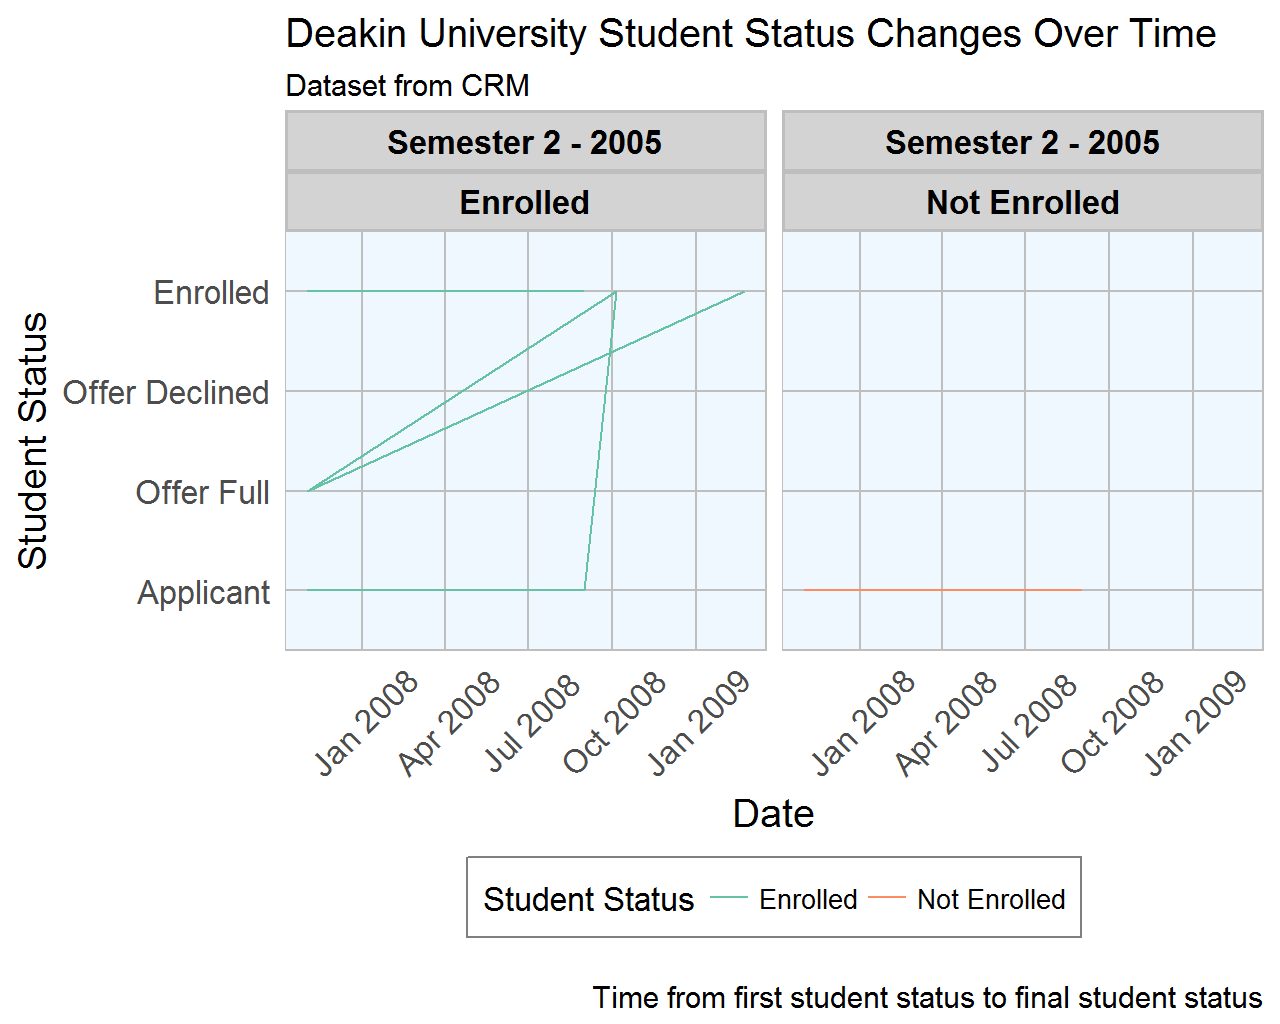 Deakin University Student Status Changes Over Time
Dataset from CRM
Semester 2 - 2005
Semester 2 - 2005
Enrolled
Not Enrolled
Student Status
Enrolled
Offer Declined
Offer Full
Applicant
Jan 2008
Apr 2008
Jul 2008
Oct 2008
Jan 2009
Jan 2008
Apr 2008
Jul 2008
Oct 2008
Jan 2009
Date
Student Status Enrolled Not Enrolled
Time from first student status to final student status